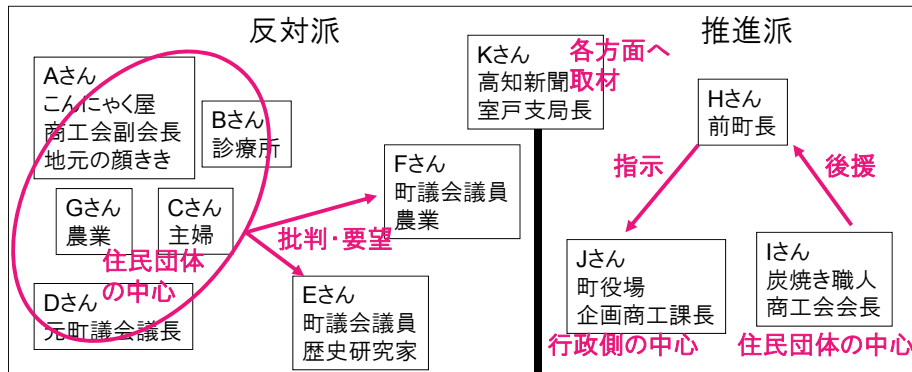 反対派
推進派
Aさん
こんにゃく屋
商工会副会長
地元の顔きき
Bさん
診療所
Gさん
農業
Cさん
主婦
住民団体
の中心
Dさん
元町議会議長
批判・要望
Fさん
町議会議員
農業
Eさん
町議会議員
歴史研究家
Kさん
高知新聞
室戸支局長
各方面へ
取材
Hさん
前町長
指示
後援
Jさん
町役場
企画商工課長
行政側の中心
Iさん
炭焼き職人
商工会会長
住民団体の中心